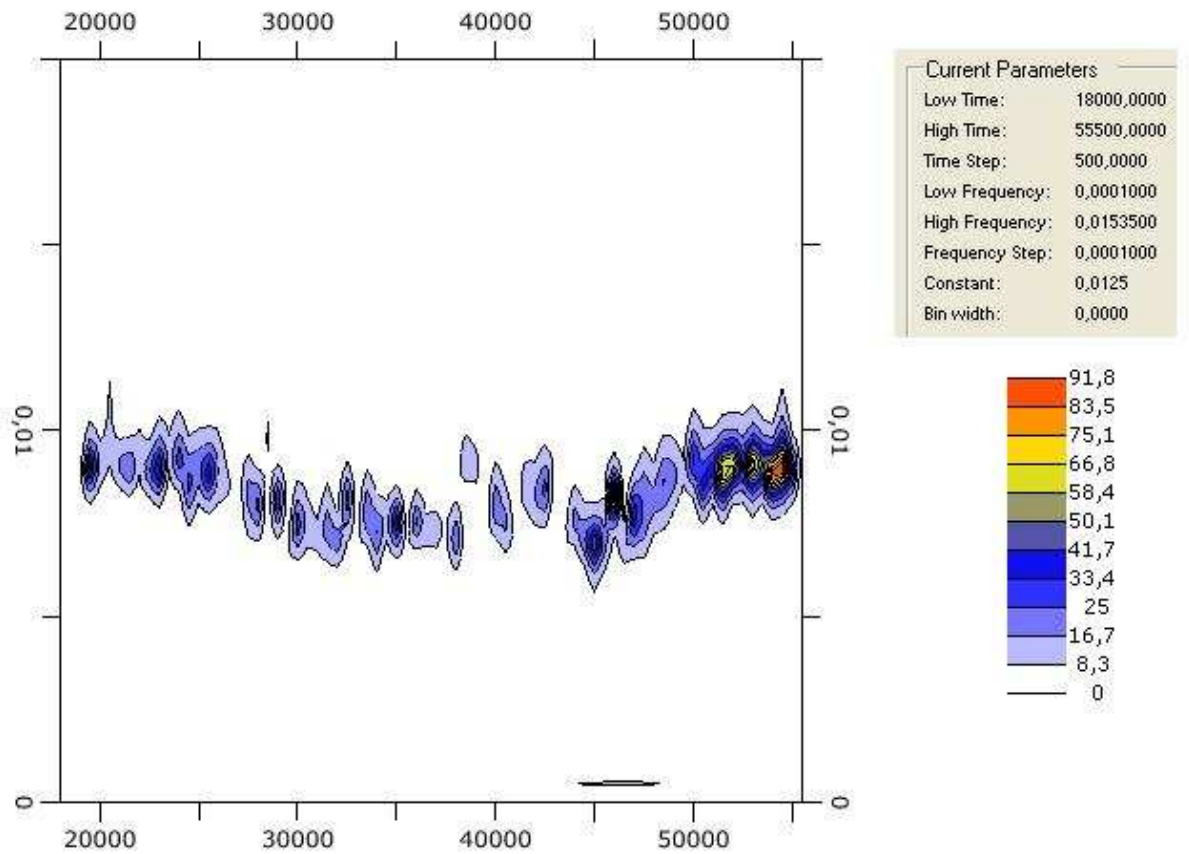 20000 30000 40000 50000
Current Parameters
Low Time: 18000,0000
High Time: 55500,0000
Time Step: 500,0000
Low Frequency: 0,0001000
High Frequency: 0,0153500
Frequency Step: 0,0001000
Constant: 0,0125
Bin width: 0,0000
91,8
83,5
75,1
66,8
58,4
50,1
41,7
33,4
25
16,7
8,3
0
0,01 0,01
0 0
20000 30000 40000 50000